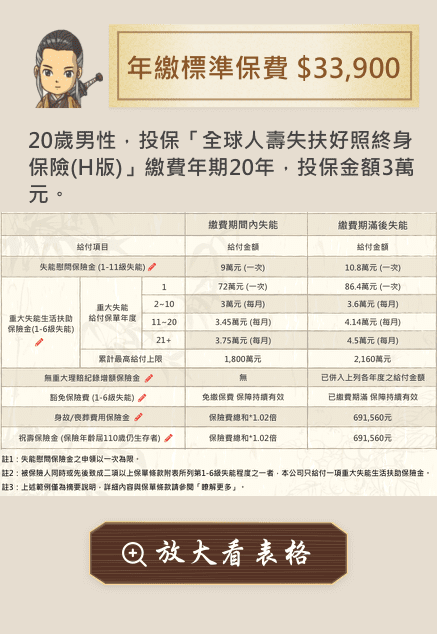 年繳標準保費 $33,900
20歲男性，投保「全球人壽失扶好照終身
保險(H版)」繳費年期20年，投保金額3萬
元。
繳費期間內失能 繳費期滿後失能
給付項目 給付金額 給付金額
失能慰問保險金 (1-11級失能) 9萬元 (一次) 10.8萬元 (一次)
重大失能生活扶助
保險金(1-6級失能)
重大失能
給付保單年度
1 72萬元 (一次) 86.4萬元 (一次)
2~10 3萬元 (每月) 3.6萬元 (每月)
11~20 3.45萬元 (每月) 4.14萬元 (每月)
21+ 3.75萬元 (每月) 4.5萬元 (每月)
累計最高給付上限 1,800萬元 2,160萬元
無重大理賠紀錄增額保險金 無 已併入上列各年度之給付金額
豁免保險費 (1-6級失能) 免繳保費 保障持續有效 已繳費期滿 保障持續有效
身故/喪葬費用保險金 保險費總和*1.02倍 691,560元
祝壽保險金 (保險年齡屆110歲仍生存者) 保險費總和*1.02倍 691,560元
註1：失能慰問保險金之申領以一次為限。
註2：被保險人同時或先後致成二項以上保單條款附表所列第1-6級失能程度之一者，本公司只給付一項重大失能生活扶助保險金。
註3：上述範例僅為摘要說明，詳細內容與保單條款請參閱「瞭解更多」。
放大看表格